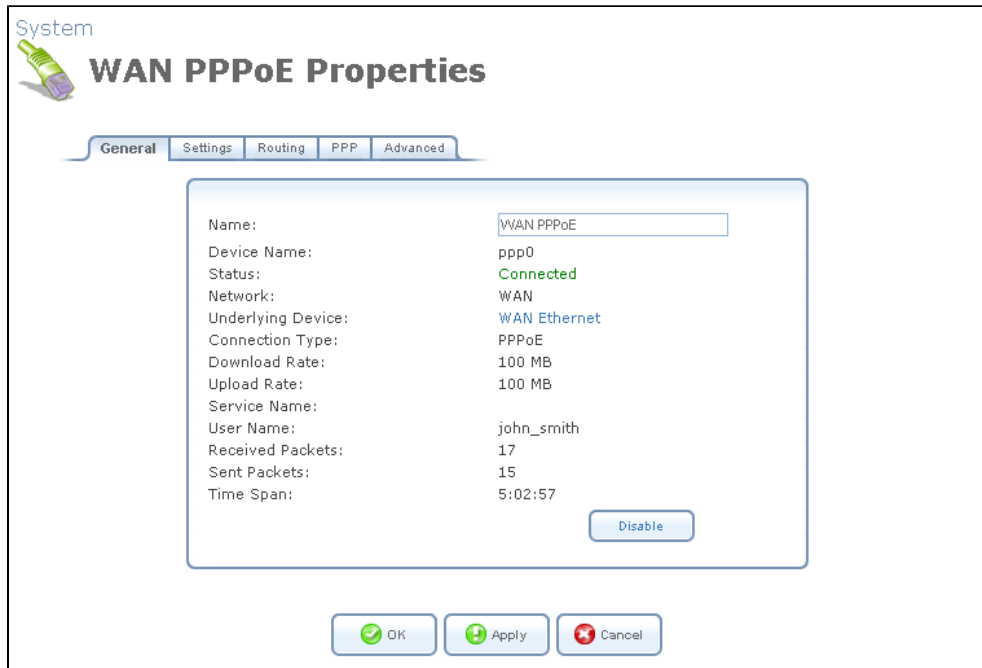 System
WAN PPPoE Properties
General Settings Routing PPP Advanced
Name: WAN PPPoE
Device Name: ppp0
Status: Connected
Network: WAN
Underlying Device: WAN Ethernet
Connection Type: PPPoE
Download Rate: 100 MB
Upload Rate: 100 MB
Service Name:
User Name: john_smith
Received Packets: 17
Sent Packets: 15
Time Span: 5:02:57
Disable
OK Apply Cancel